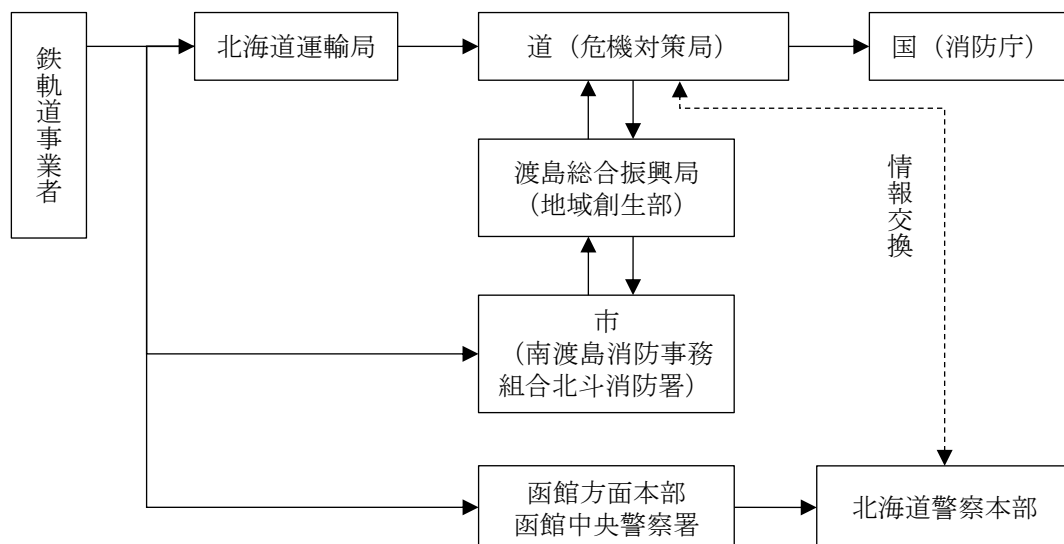 鉄軌道事業者
北海道運輸局
道（危機対策局）
国（消防庁）
渡島総合振興局
（地域創生部）
情報交換
市
（南渡島消防事務
組合北斗消防署）
函館方面本部
函館中央警察署
北海道警察本部